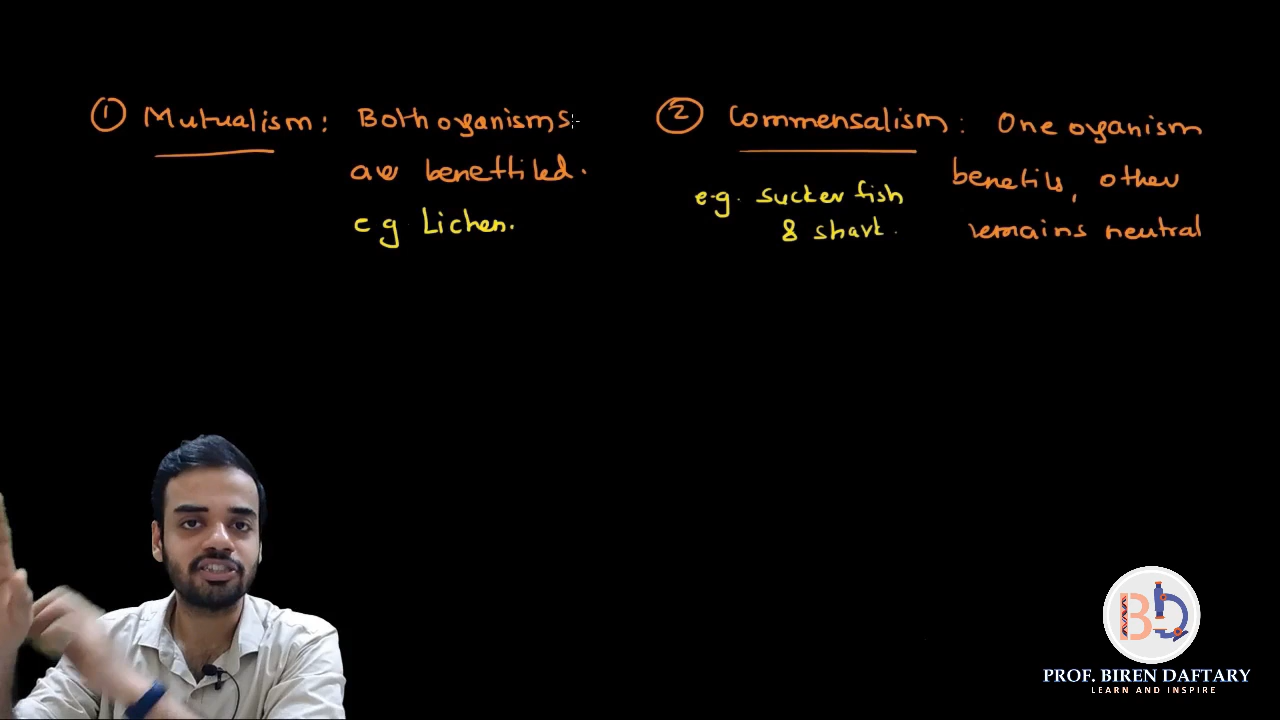 ① Mutualism: Both organisms
are benefitted.
e g Lichen.
② Commensalism: One organism
benefits, other
remains neutral
e.g. sucker fish
& shark.
BD
PROF. BIREN DAFTARY
LEARN AND INSPIRE